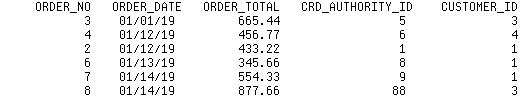 ORDER_NO ORDER_DATE ORDER_TOTAL CRD_AUTHORITY_ID CUSTOMER_ID
3 01/01/19 665.44 5 3
4 01/12/19 456.77 6 4
2 01/12/19 433.22 1 1
6 01/13/19 345.66 8 1
7 01/14/19 554.33 9 1
8 01/14/19 877.66 88 3